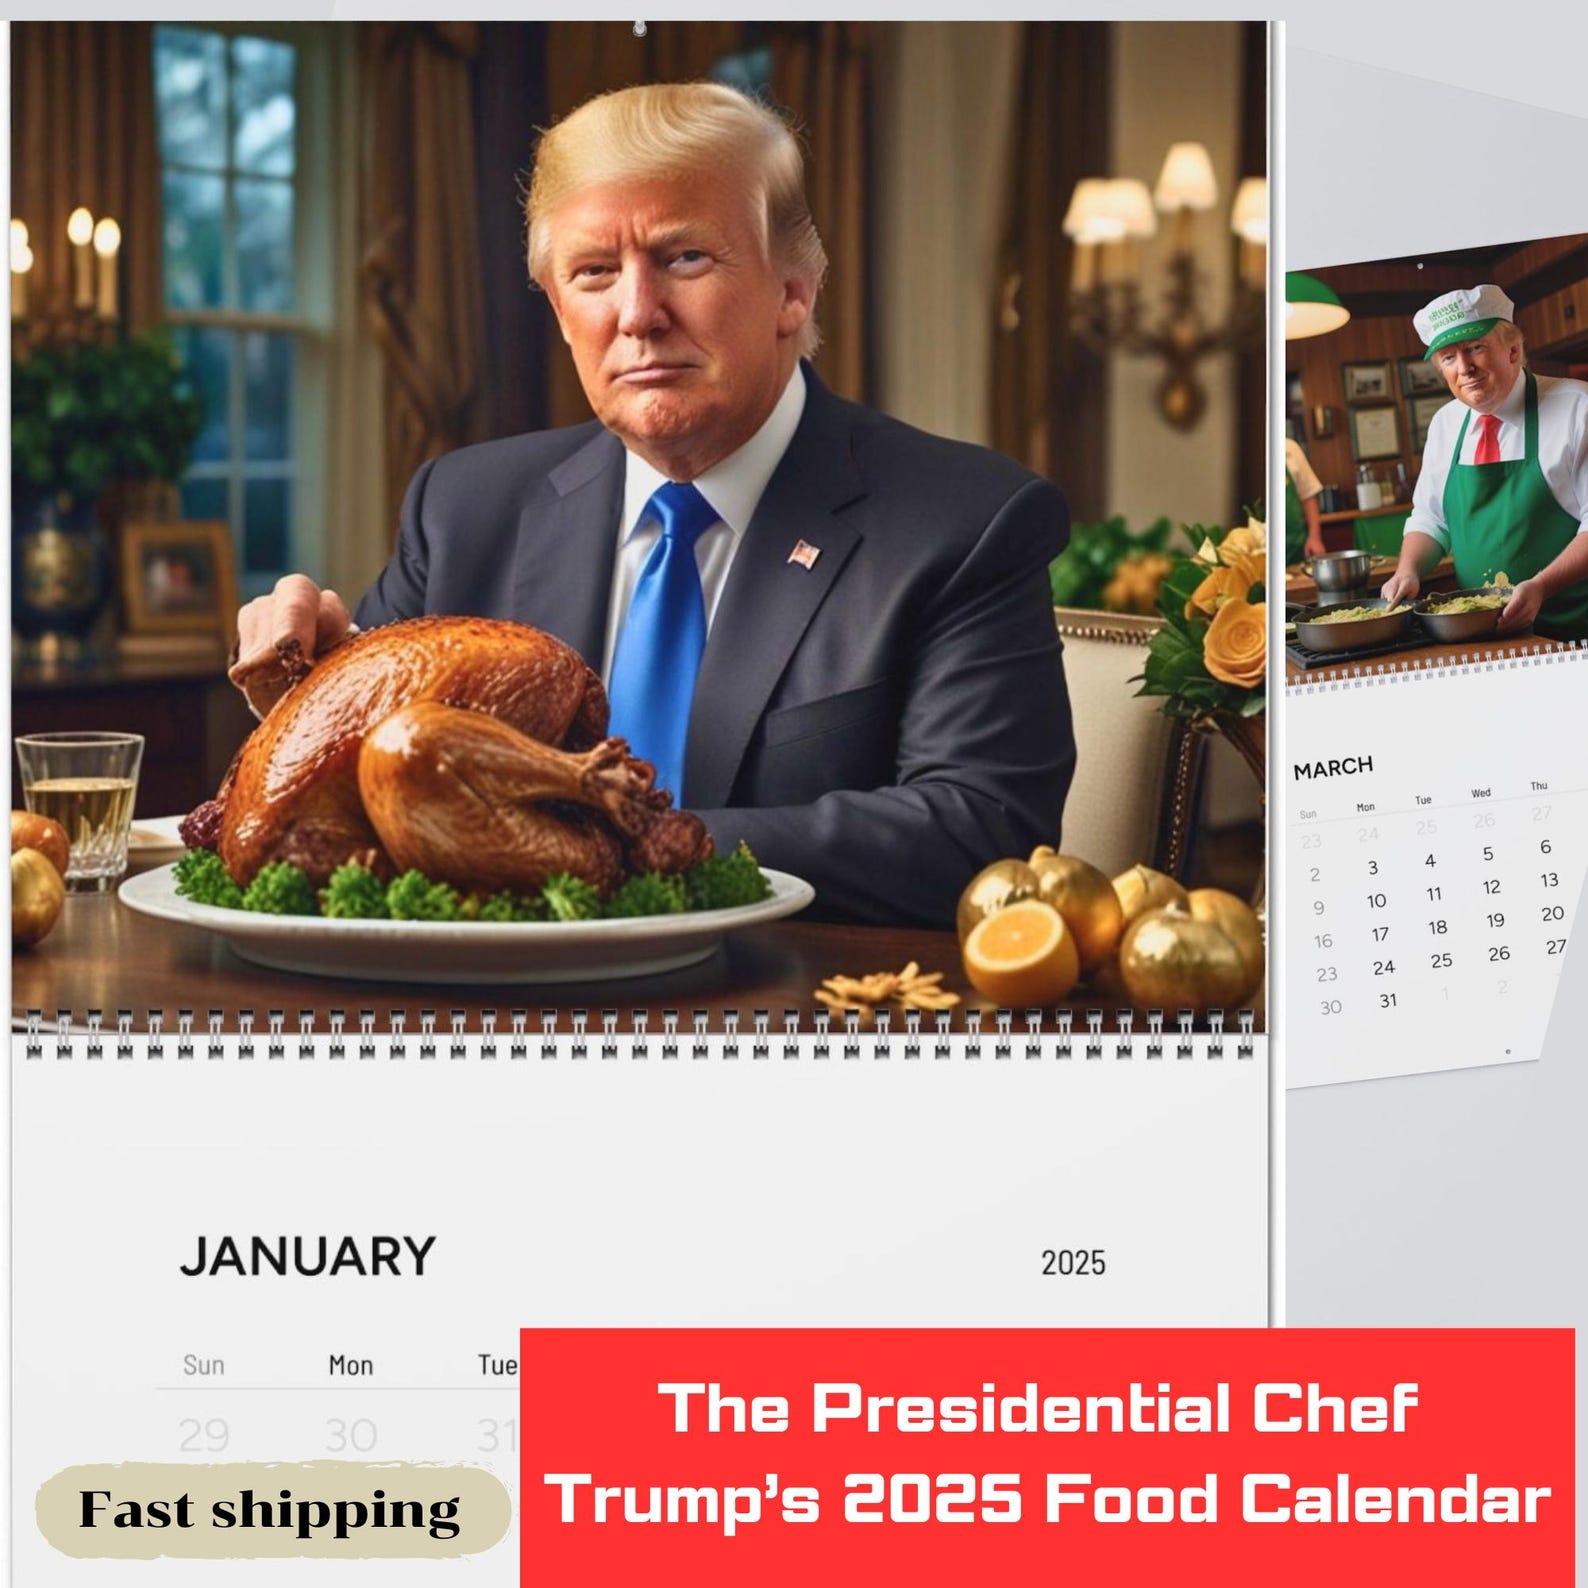 JANUARY
2025
Sun Mon Tue
29 30 31
Fast shipping
The Presidential Chef
Trump's 2025 Food Calendar
MARCH
Sun Mon Tue Wed Thu
23 24 25 26 27
2 3 4 5 6
9 10 11 12 13
16 17 18 19 20
23 24 25 26 27
30 31 1 2